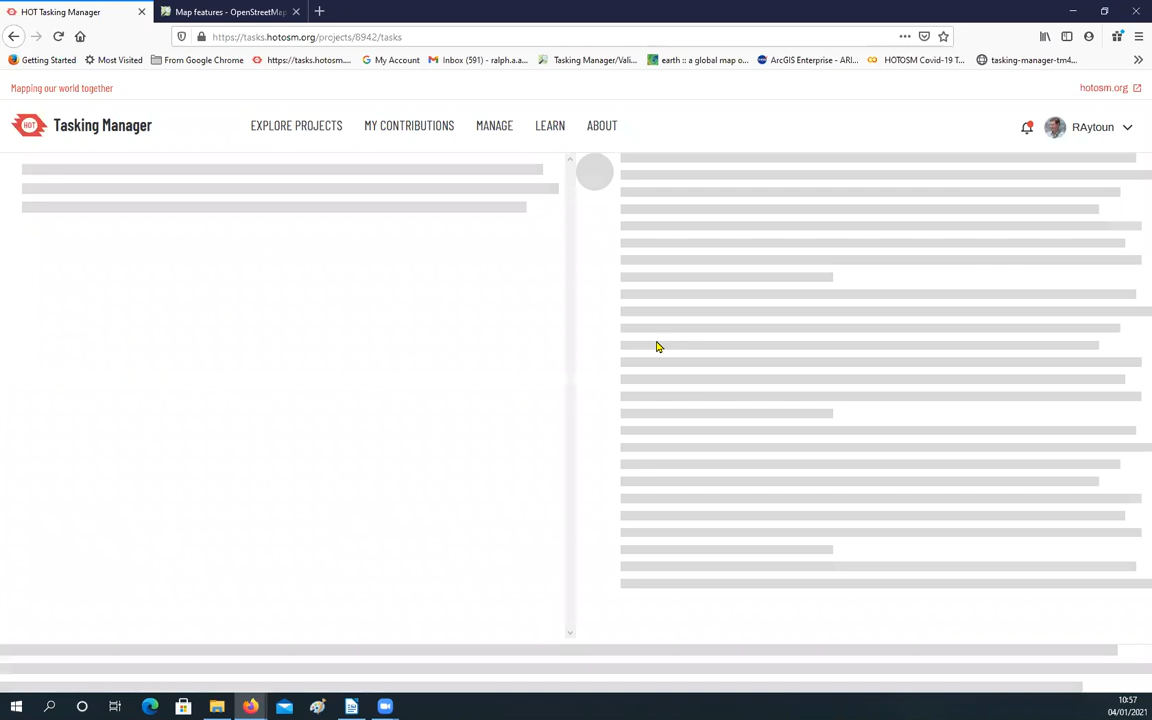 HOT Tasking Manager
Map features - OpenStreetMap
https://tasks.hotosm.org/projects/8942/tasks
Getting Started
Most Visited
From Google Chrome
https://tasks.hotosm....
My Account
Inbox (591) - ralph.a.a...
Tasking Manager/Vali...
earth :: a global map o...
ArcGIS Enterprise - ARI...
HOTOSM Covid-19 T...
tasking-manager-tm4...
Mapping our world together
hotosm.org
HOT
Tasking Manager
EXPLORE PROJECTS
MY CONTRIBUTIONS
MANAGE
LEARN
ABOUT
RAytoun
10:57
04/01/2021